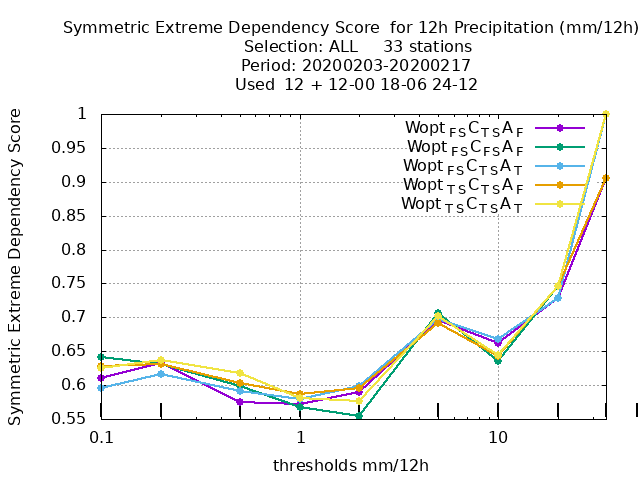 Symmetric Extreme Dependency Score  for 12h Precipitation (mm/12h)
Selection: ALL     33 stations
Period: 20200203-20200217
Used  12 + 12-00 18-06 24-12
Symmetric Extreme Dependency Score
1
0.95
0.9
0.85
0.8
0.75
0.7
0.65
0.6
0.55
0.1
1
10
thresholds mm/12h
Wopt FS C TS A F
Wopt FS C FS A F
Wopt FS C TS A T
Wopt TS C TS A F
Wopt TS C TS A T